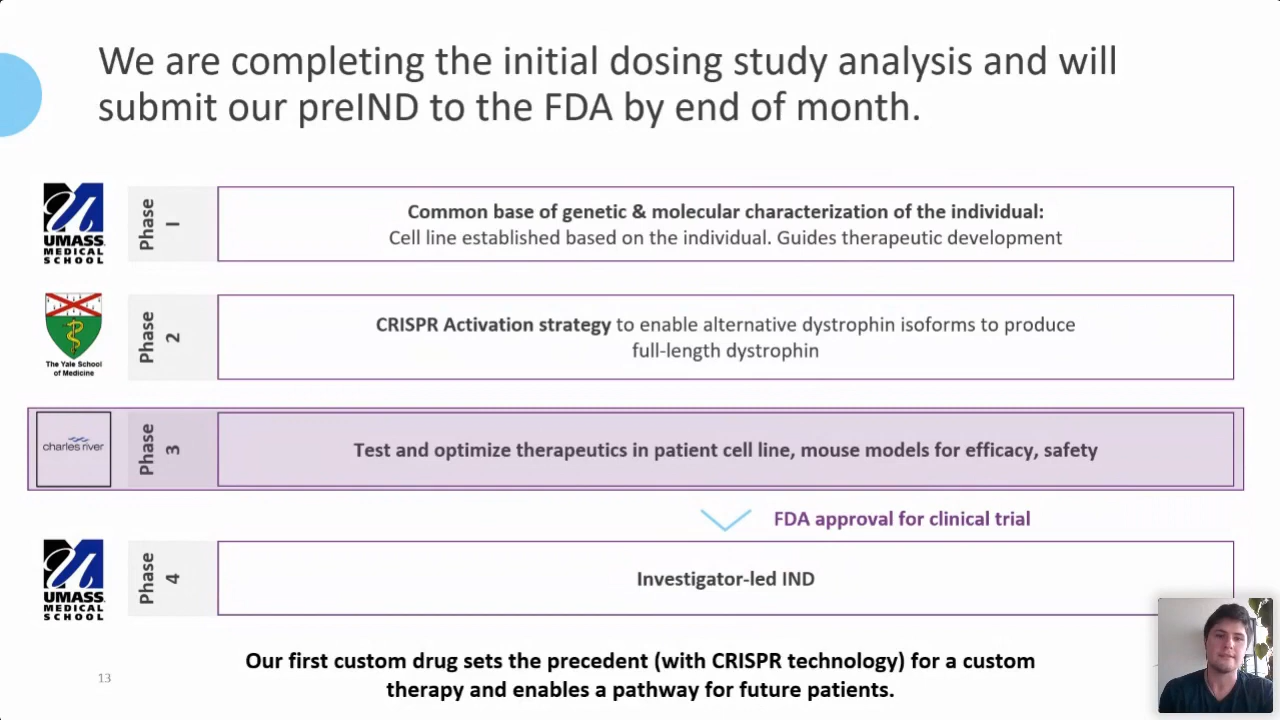 We are completing the initial dosing study analysis and will
submit our preIND to the FDA by end of month.
UMASS
MEDICAL
SCHOOL
Phase
I
Common base of genetic & molecular characterization of the individual:
Cell line established based on the individual. Guides therapeutic development
The Yale School
of Medicine
Phase
2
CRISPR Activation strategy to enable alternative dystrophin isoforms to produce
full-length dystrophin
charles river
Phase
3
Test and optimize therapeutics in patient cell line, mouse models for efficacy, safety
FDA approval for clinical trial
UMASS
MEDICAL
SCHOOL
Phase
4
Investigator-led IND
Our first custom drug sets the precedent (with CRISPR technology) for a custom
therapy and enables a pathway for future patients.
13